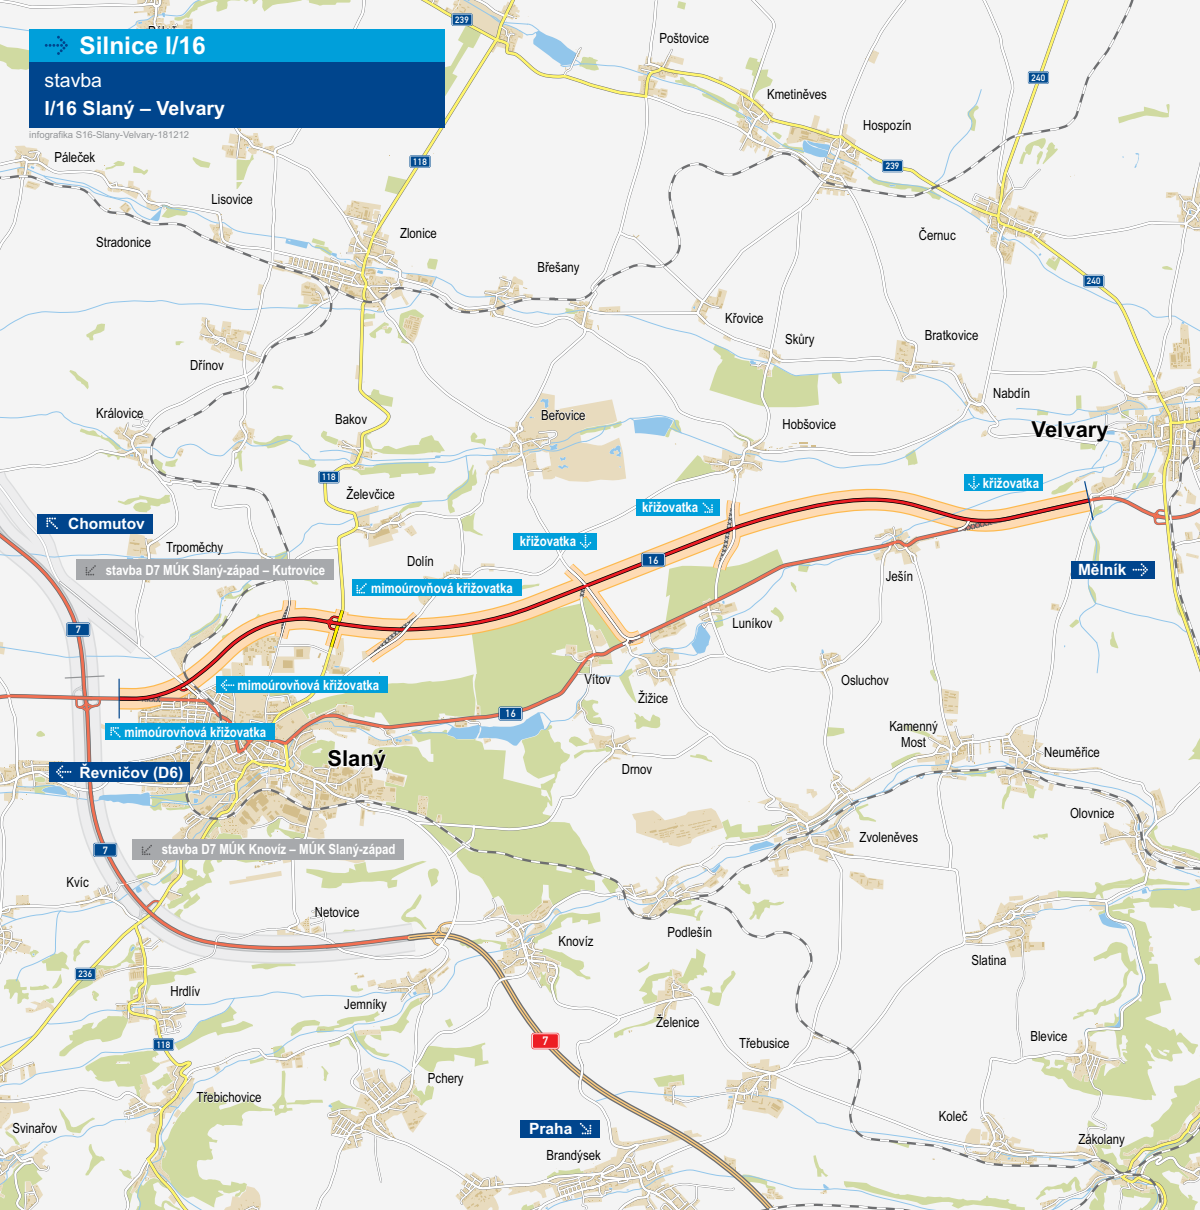 Silnice I/16
stavba
I/16 Slaný – Velvary
infografika S16-Slany-Velvary-181212
239
Poštovice
240
Kmetiněves
Hospozín
Páleček
118
239
Lisovice
Stradonice
Zlonice
Černuc
Břešany
240
Křovice
Skůry
Bratkovice
Dřínov
Nabdín
Královice
Bakov
Beřovice
Hobšovice
Velvary
118
Želevčice
křižovatka
křižovatka
Chomutov
Trpoměchy
křižovatka
Dolín
16
stavba D7 MÚK Slaný-západ – Kutrovice
Mělník
Ješín
mimoúrovňová křižovatka
7
Luníkov
mimoúrovňová křižovatka
Vítov
Žižice
Osluchov
16
mimoúrovňová křižovatka
Kamenný
Most
Slaný
Neuměřice
Řevničov (D6)
Drnov
Olovnice
Zvoleněves
7
stavba D7 MÚK Knovíz – MÚK Slaný-západ
Kvíc
Netovice
Knovíz
Podlešín
Slatina
236
Hrdlív
Jemníky
Želenice
118
7
Třebusice
Blevice
Pchery
Třebichovice
Koleč
Svinařov
Praha
Zákolany
Brandýsek